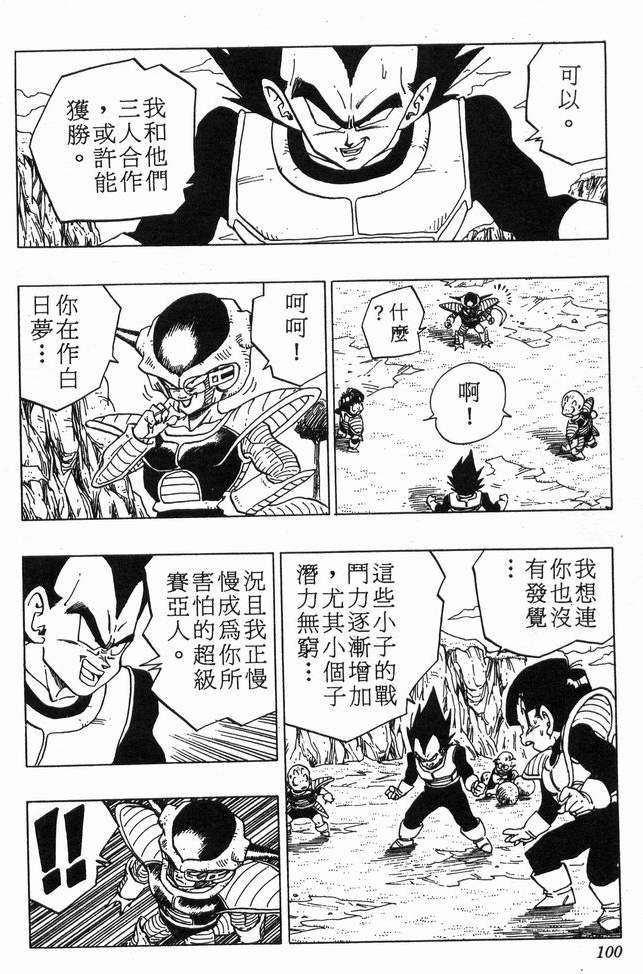 可以。
我和他們
三人合作
，或許能
獲勝。
什麼
？
啊！
呵呵！
你在作白
日夢⋯
我想連
你也沒
有發覺
⋯
這些小子的戰
鬥力逐漸增加
，尤其小個子
潛力無窮⋯
況且我正慢
慢成為你所
害怕的超級
賽亞人。
!!
100